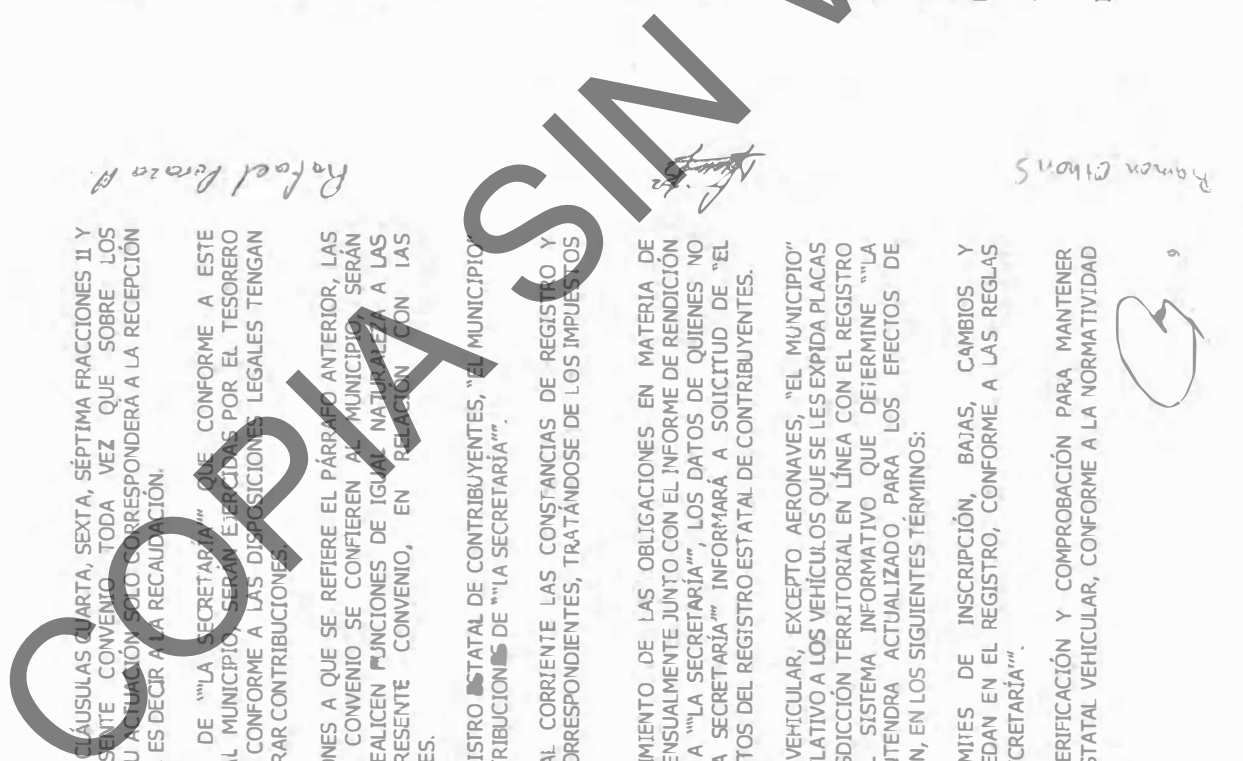 CLÁUSULAS CUARTA, SEXTA, SÉPTIMA FRACCIONES II Y
SENTE CONVENIO TODA VEZ QUE SOBRE LOS
U ACTUACIÓN SOLO CORRESPONDERÁ A LA RECEPCIÓN
ES DECIR A LA RECAUDACIÓN.
DE ""LA SECRETARÍA"" QUE CONFORME A ESTE
AL MUNICIPIO, SERÁN EJERCIDAS POR EL TESORERO
CONFORME A LAS DISPOSICIONES LEGALES TENGAN
RAR CONTRIBUCIONES.
ONES A QUE SE REFIERE EL PÁRRAFO ANTERIOR, LAS
CONVENIO SE CONFIEREN AL MUNICIPIO, SERÁN
EALICEN FUNCIONES DE IGUAL NATURALEZA A LAS
RESENTE CONVENIO, EN RELACIÓN CON LAS
ES.
ISTRO ESTATAL DE CONTRIBUYENTES, "EL MUNICIPIO"
TRIBUCIONES DE ""LA SECRETARÍA"".
AL CORRIENTE LAS CONSTANCIAS DE REGISTRO Y
ORRESPONDIENTES, TRATÁNDOSE DE LOS IMPUESTOS
IMIENTO DE LAS OBLIGACIONES EN MATERIA DE
ENSUALMENTE JUNTO CON EL INFORME DE RENDICIÓN
A ""LA SECRETARÍA", LOS DATOS DE QUIENES NO
A SECRETARÍA"" INFORMARÁ A SOLICITUD DE "EL
TOS DEL REGISTRO ESTATAL DE CONTRIBUYENTES.
VEHICULAR, EXCEPTO AERONAVES, "EL MUNICIPIO"
LATIVO A LOS VEHÍCULOS QUE SE LES EXPIDA PLACAS
SDICCIÓN TERRITORIAL EN LÍNEA CON EL REGISTRO
SISTEMA INFORMATIVO QUE DETERMINE ""LA
NTENDRA ACTUALIZADO PARA LOS EFECTOS DE
N, EN LOS SIGUIENTES TÉRMINOS:
MITES DE INSCRIPCIÓN, BAJAS, CAMBIOS Y
EDAN EN EL REGISTRO, CONFORME A LAS REGLAS
CRETARÍA"".
ERIFICACIÓN Y COMPROBACIÓN PARA MANTENER
STATAL VEHICULAR, CONFORME A LA NORMATIVIDAD
9
Rafael Peraza A.
Ramon Othon S
COPIA SIN V